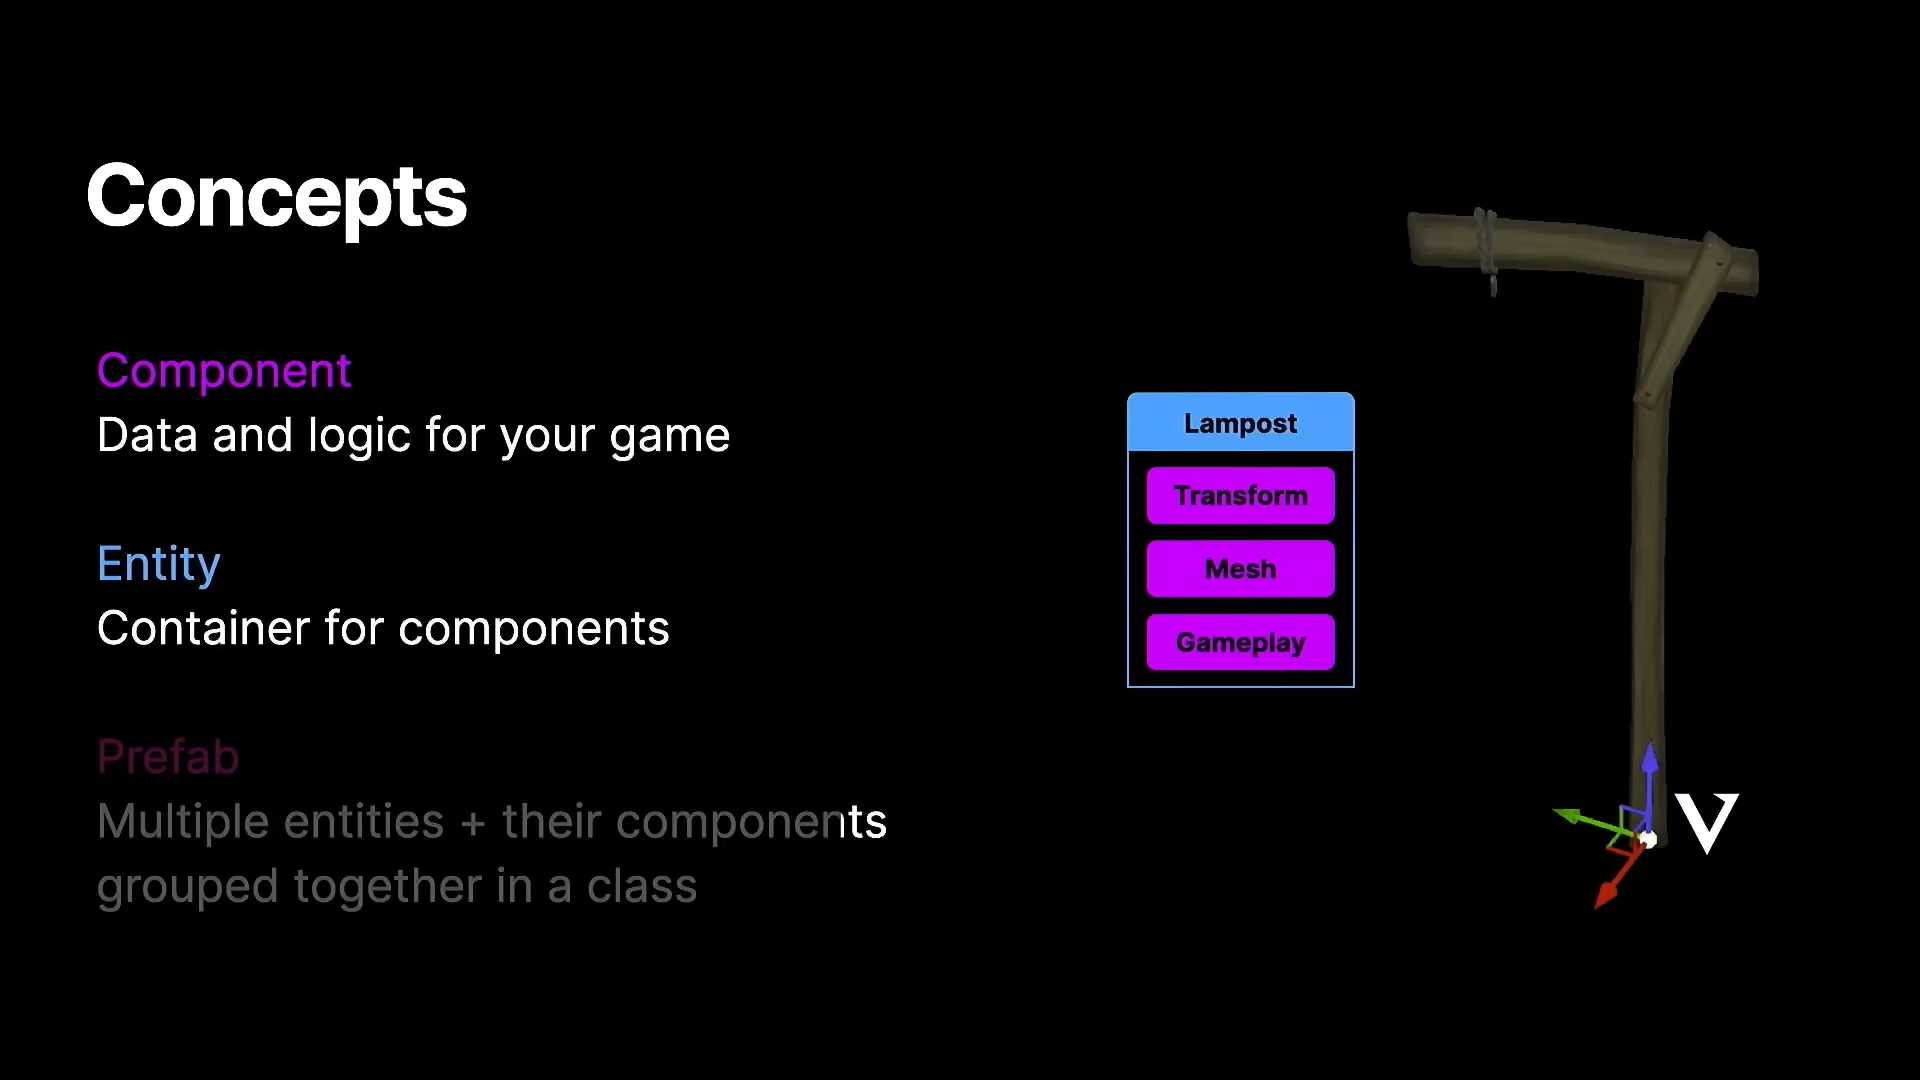 Concepts
Component
Data and logic for your game
Entity
Container for components
Prefab
Multiple entities + their components
grouped together in a class
Lampost
Transform
Mesh
Gameplay
V